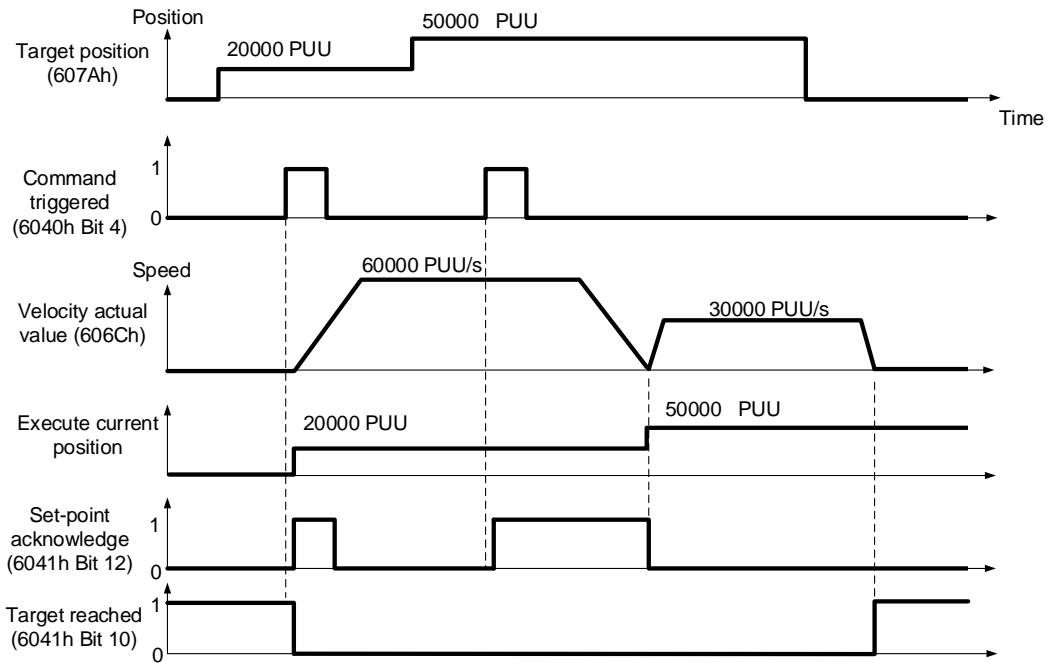 Position
Target position
(607Ah)
20000 PUU
50000 PUU
Time
Command
triggered
(6040h Bit 4)
1
0
Speed
Velocity actual
value (606Ch)
60000 PUU/s
30000 PUU/s
Execute current
position
20000 PUU
50000 PUU
Set-point
acknowledge
(6041h Bit 12)
1
0
Target reached
(6041h Bit 10)
1
0